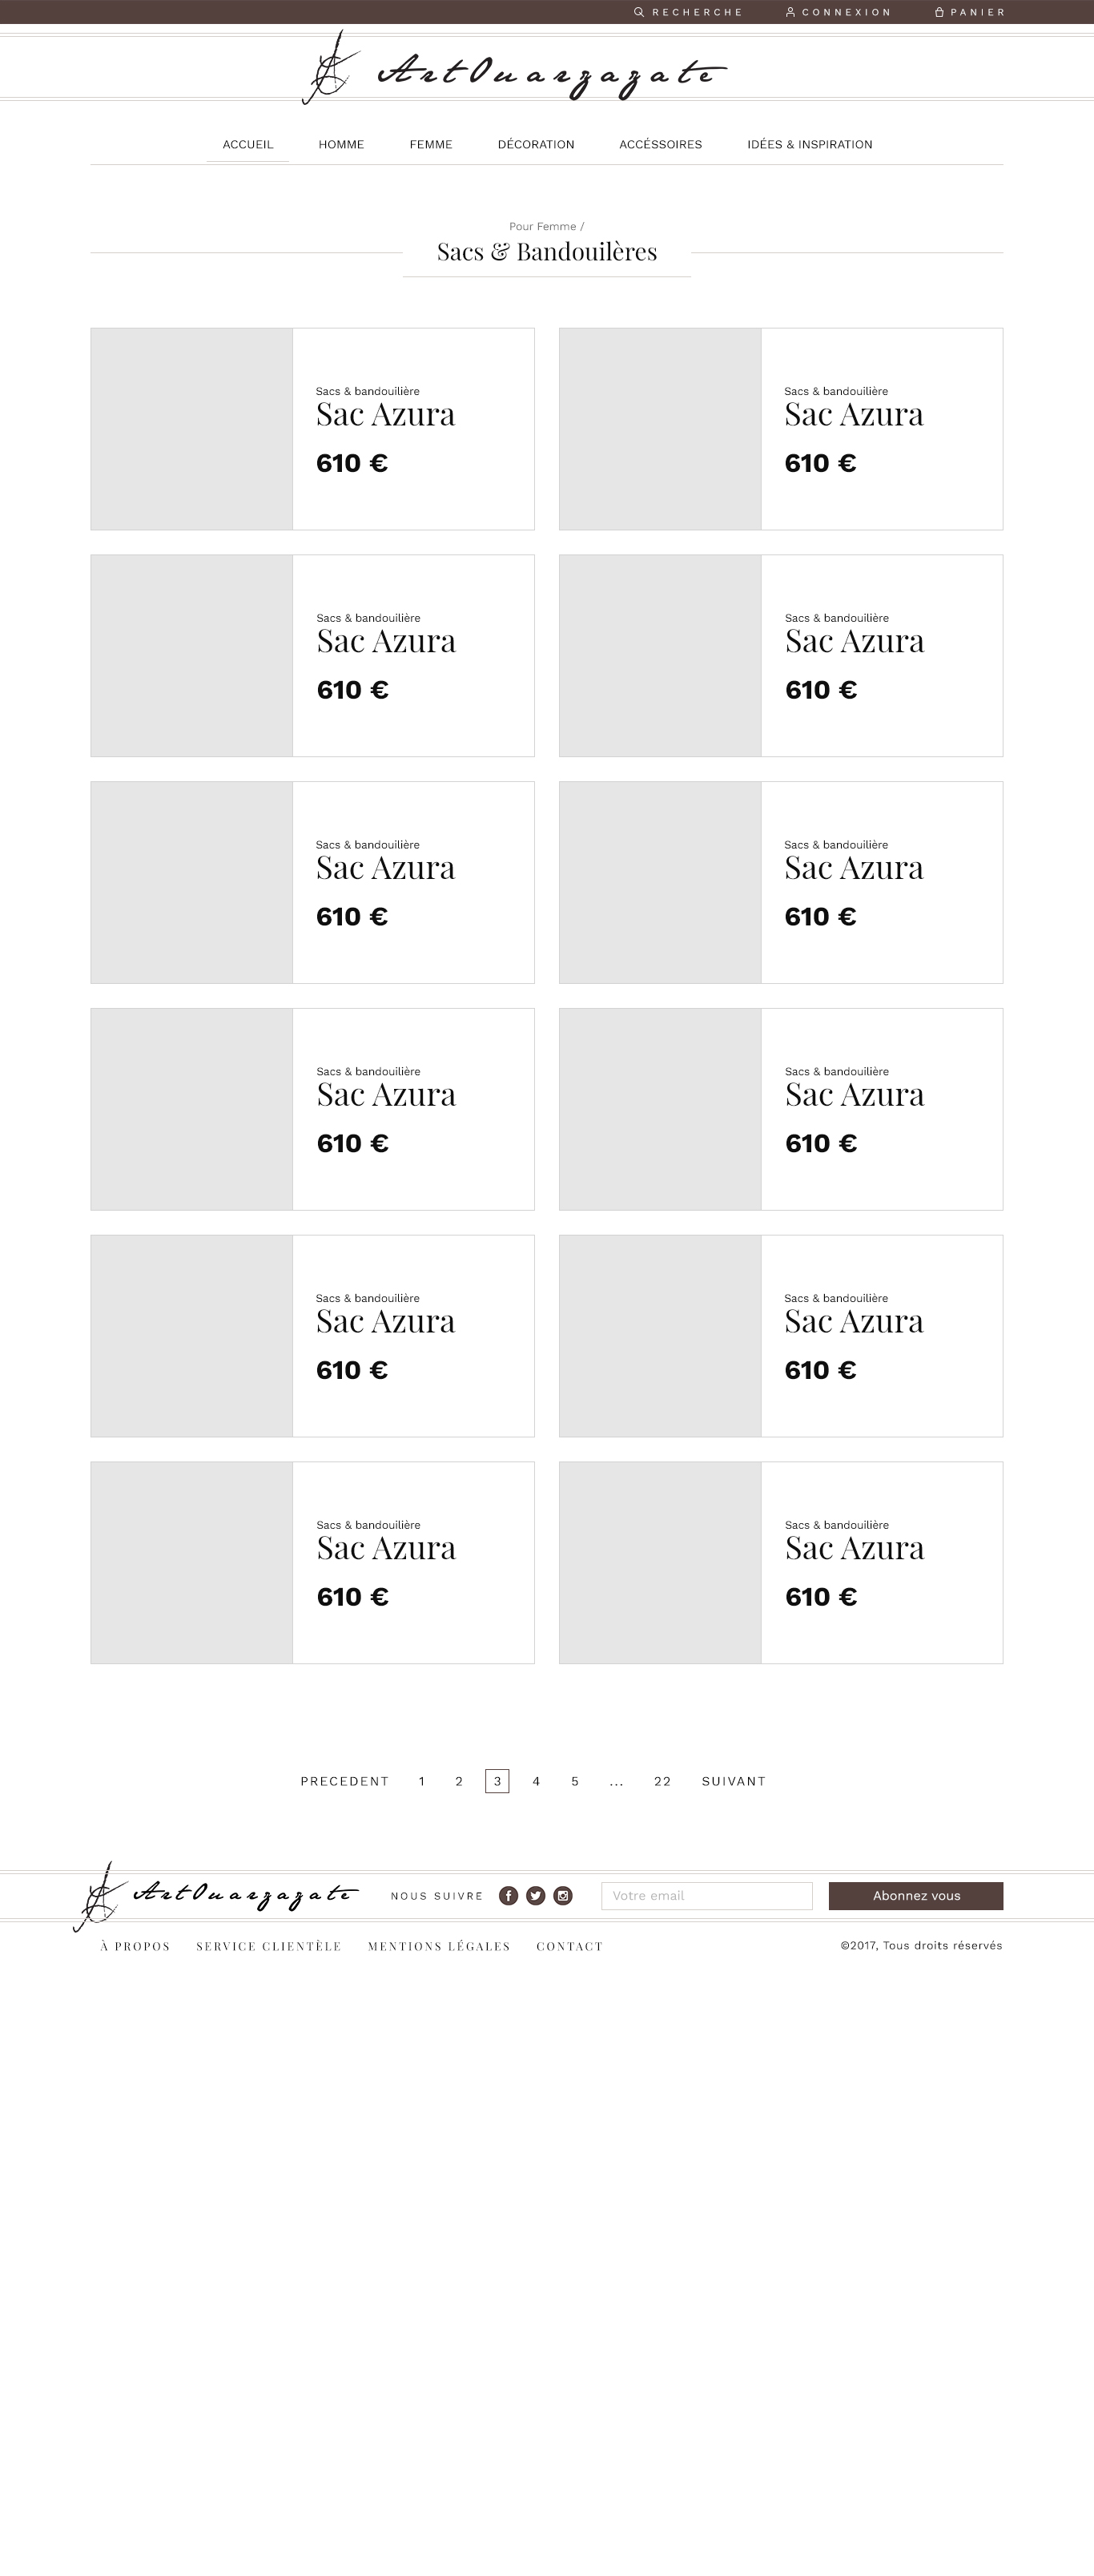 RECHERCHE CONNEXION PANIER
ArtOuarzazate
ACCUEIL HOMME FEMME DÉCORATION ACCÉSSOIRES IDÉES & INSPIRATION
Pour Femme /
Sacs & Bandouilères
Sacs & bandouilière Sacs & bandouilière
Sac Azura Sac Azura
610 € 610 €
Sacs & bandouilière Sacs & bandouilière
Sac Azura Sac Azura
610 € 610 €
Sacs & bandouilière Sacs & bandouilière
Sac Azura Sac Azura
610 € 610 €
Sacs & bandouilière Sacs & bandouilière
Sac Azura Sac Azura
610 € 610 €
Sacs & bandouilière Sacs & bandouilière
Sac Azura Sac Azura
610 € 610 €
Sacs & bandouilière Sacs & bandouilière
Sac Azura Sac Azura
610 € 610 €
PRECEDENT 1 2 3 4 5 ... 22 SUIVANT
ArtOuarzazate NOUS SUIVRE Votre email Abonnez vous
À PROPOS SERVICE CLIENTÈLE MENTIONS LÉGALES CONTACT ©2017, Tous droits réservés